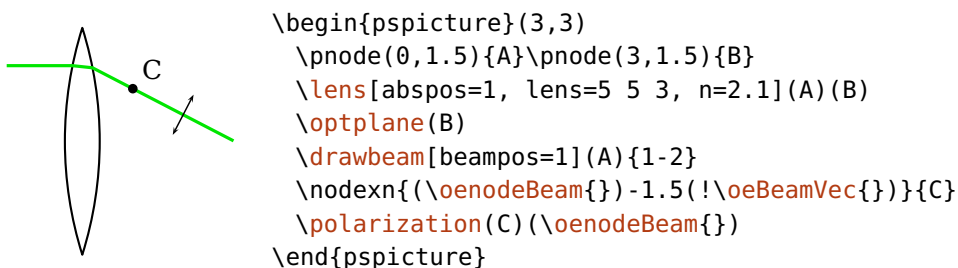 C
\begin{pspicture}(3,3)
  \pnode(0,1.5){A}\pnode(3,1.5){B}
  \lens[abspos=1, lens=5 5 3, n=2.1](A)(B)
  \optplane(B)
  \drawbeam[beampos=1](A){1-2}
  \nodexn{(\oenodeBeam{})-1.5(!\oeBeamVec{})}{C}
  \polarization(C)(\oenodeBeam{})
\end{pspicture}